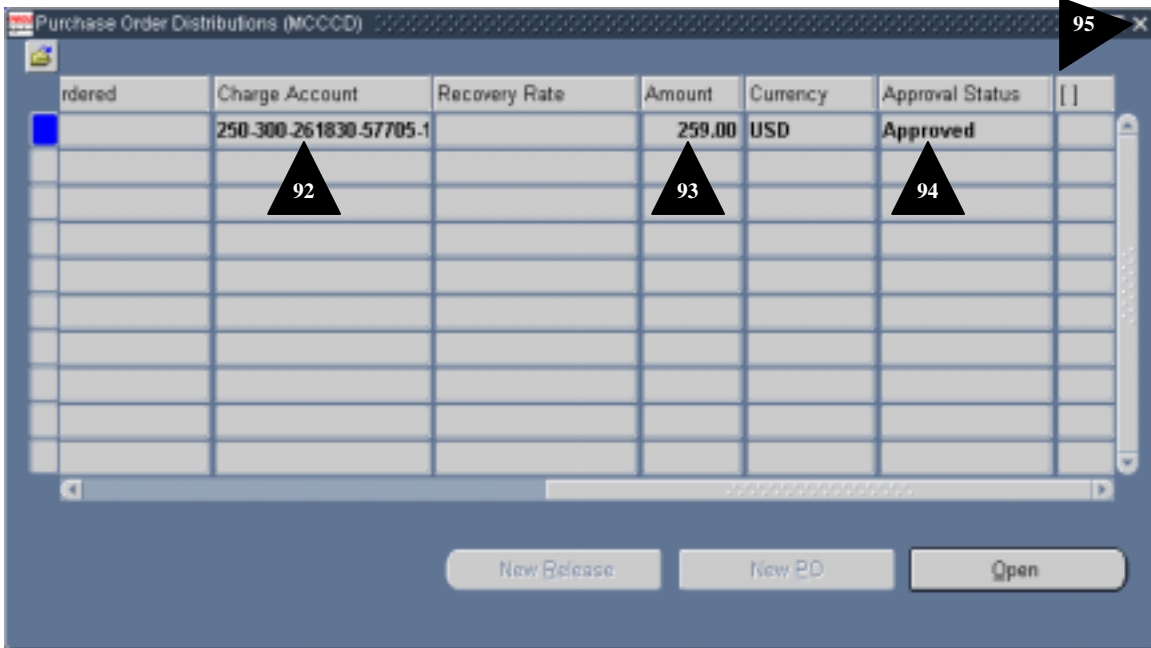 Purchase Order Distributions (MCCCD) 95
rdered Charge Account Recovery Rate Amount Currency Approval Status [ ]
250-300-261830-57705-1 259.00 USD Approved
92 93 94
New Release New PO Open